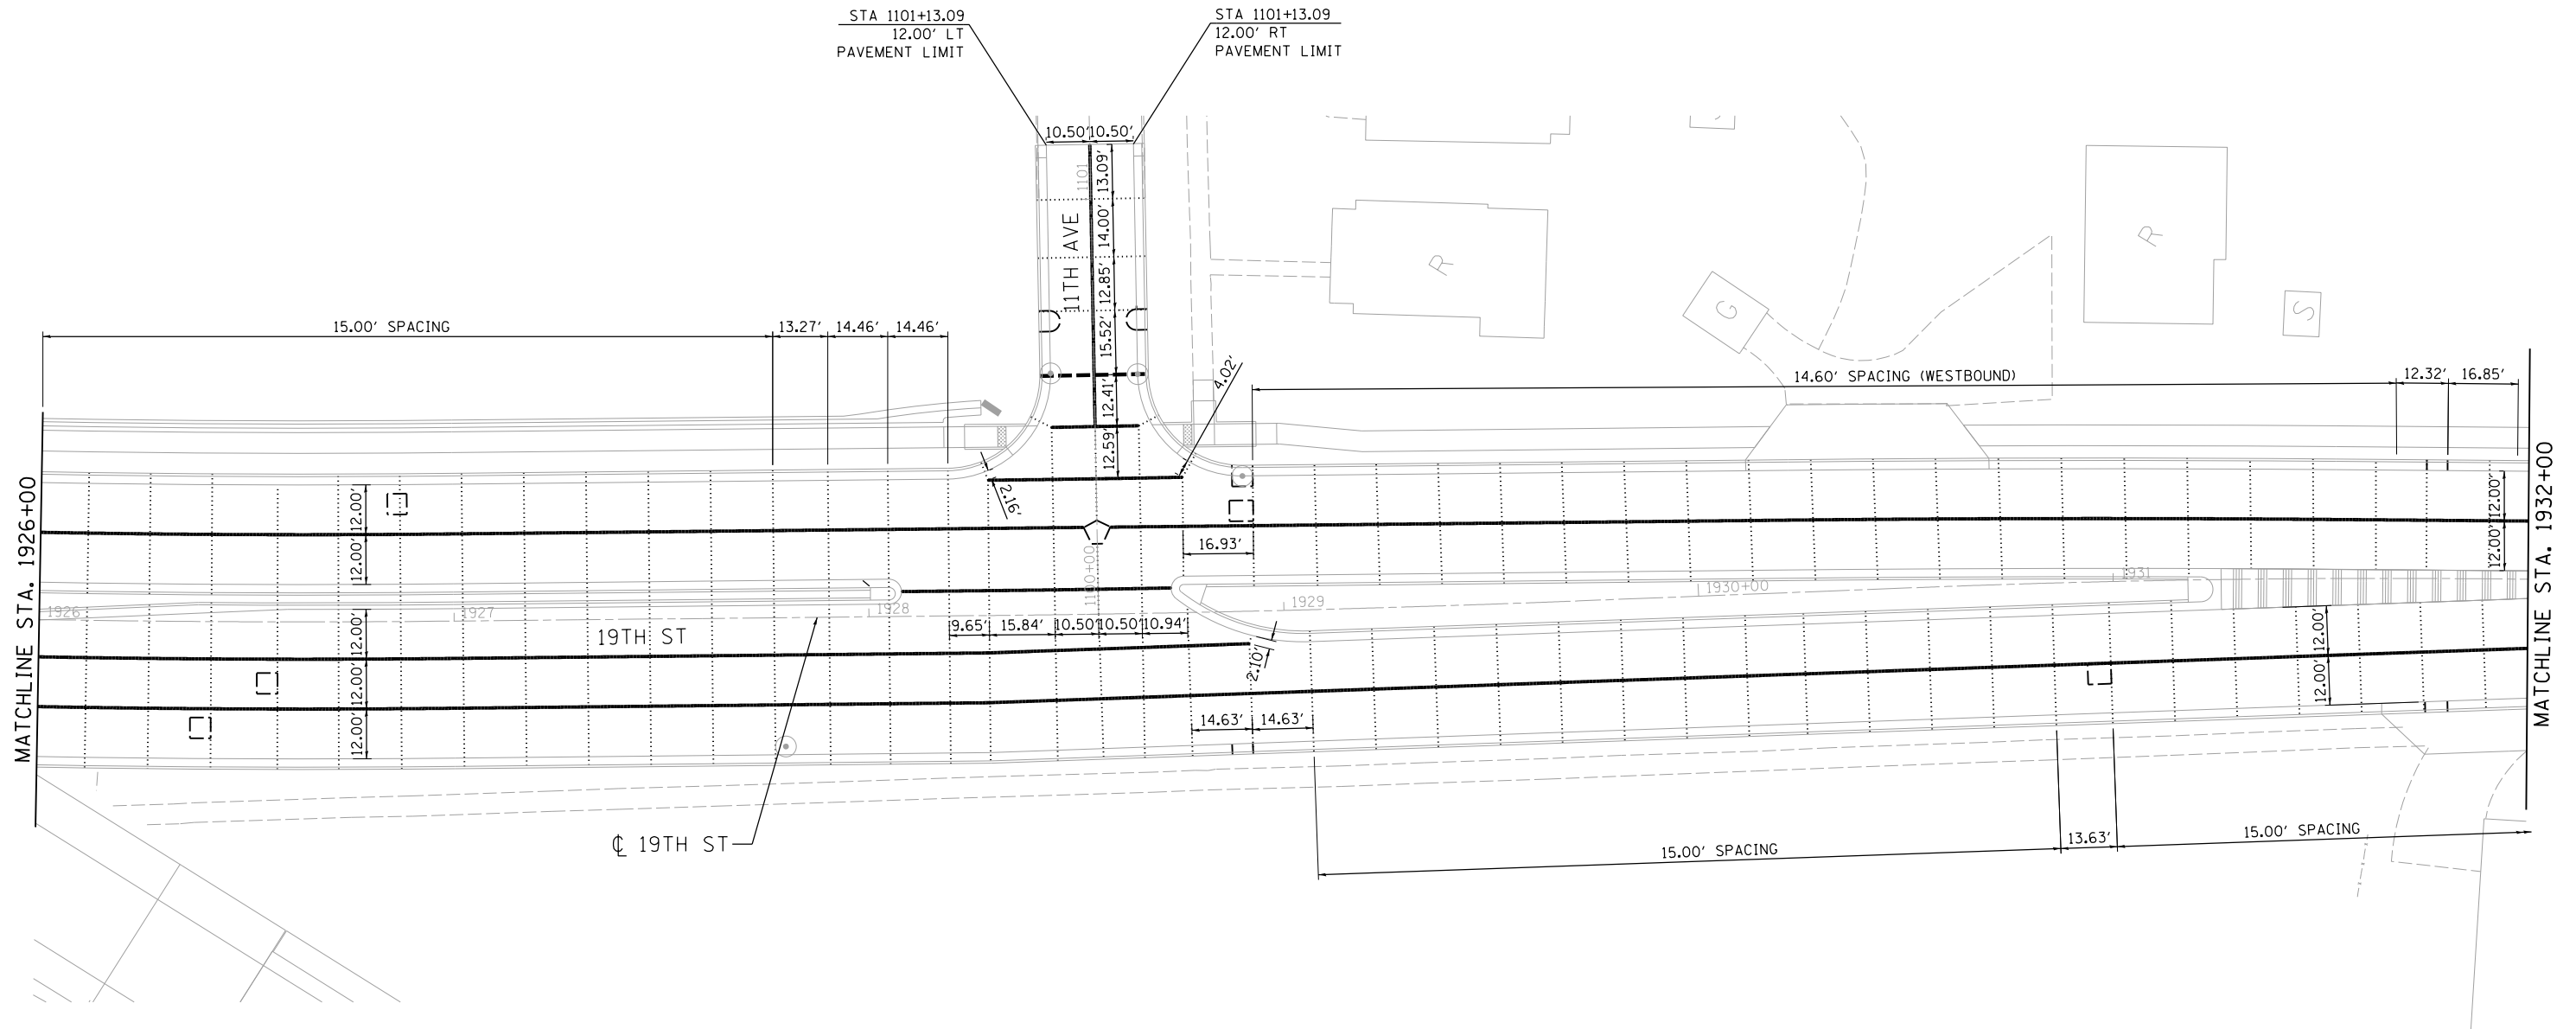 STA 1101+13.09
12.00' LT
PAVEMENT LIMIT
STA 1101+13.09
12.00' RT
PAVEMENT LIMIT
10.50'
10.50'
1101
13.09'
11TH AVE
14.00'
12.85'
15.52'
12.41'
12.59'
4.02'
2.16'
R
G
R
S
15.00' SPACING
13.27'
14.46'
14.46'
14.60' SPACING (WESTBOUND)
12.32'
16.85'
MATCHLINE STA. 1926+00
MATCHLINE STA. 1932+00
12.00'
12.00'
12.00'
12.00'
16.93'
1100+00
1926
1927
1928
1929
1930+00
1931
19TH ST
9.65'
15.84'
10.50'
10.50'
10.94'
12.00'
12.00'
12.00'
2.10'
12.00'
12.00'
14.63'
14.63'
℄ 19TH ST
15.00' SPACING
13.63'
15.00' SPACING